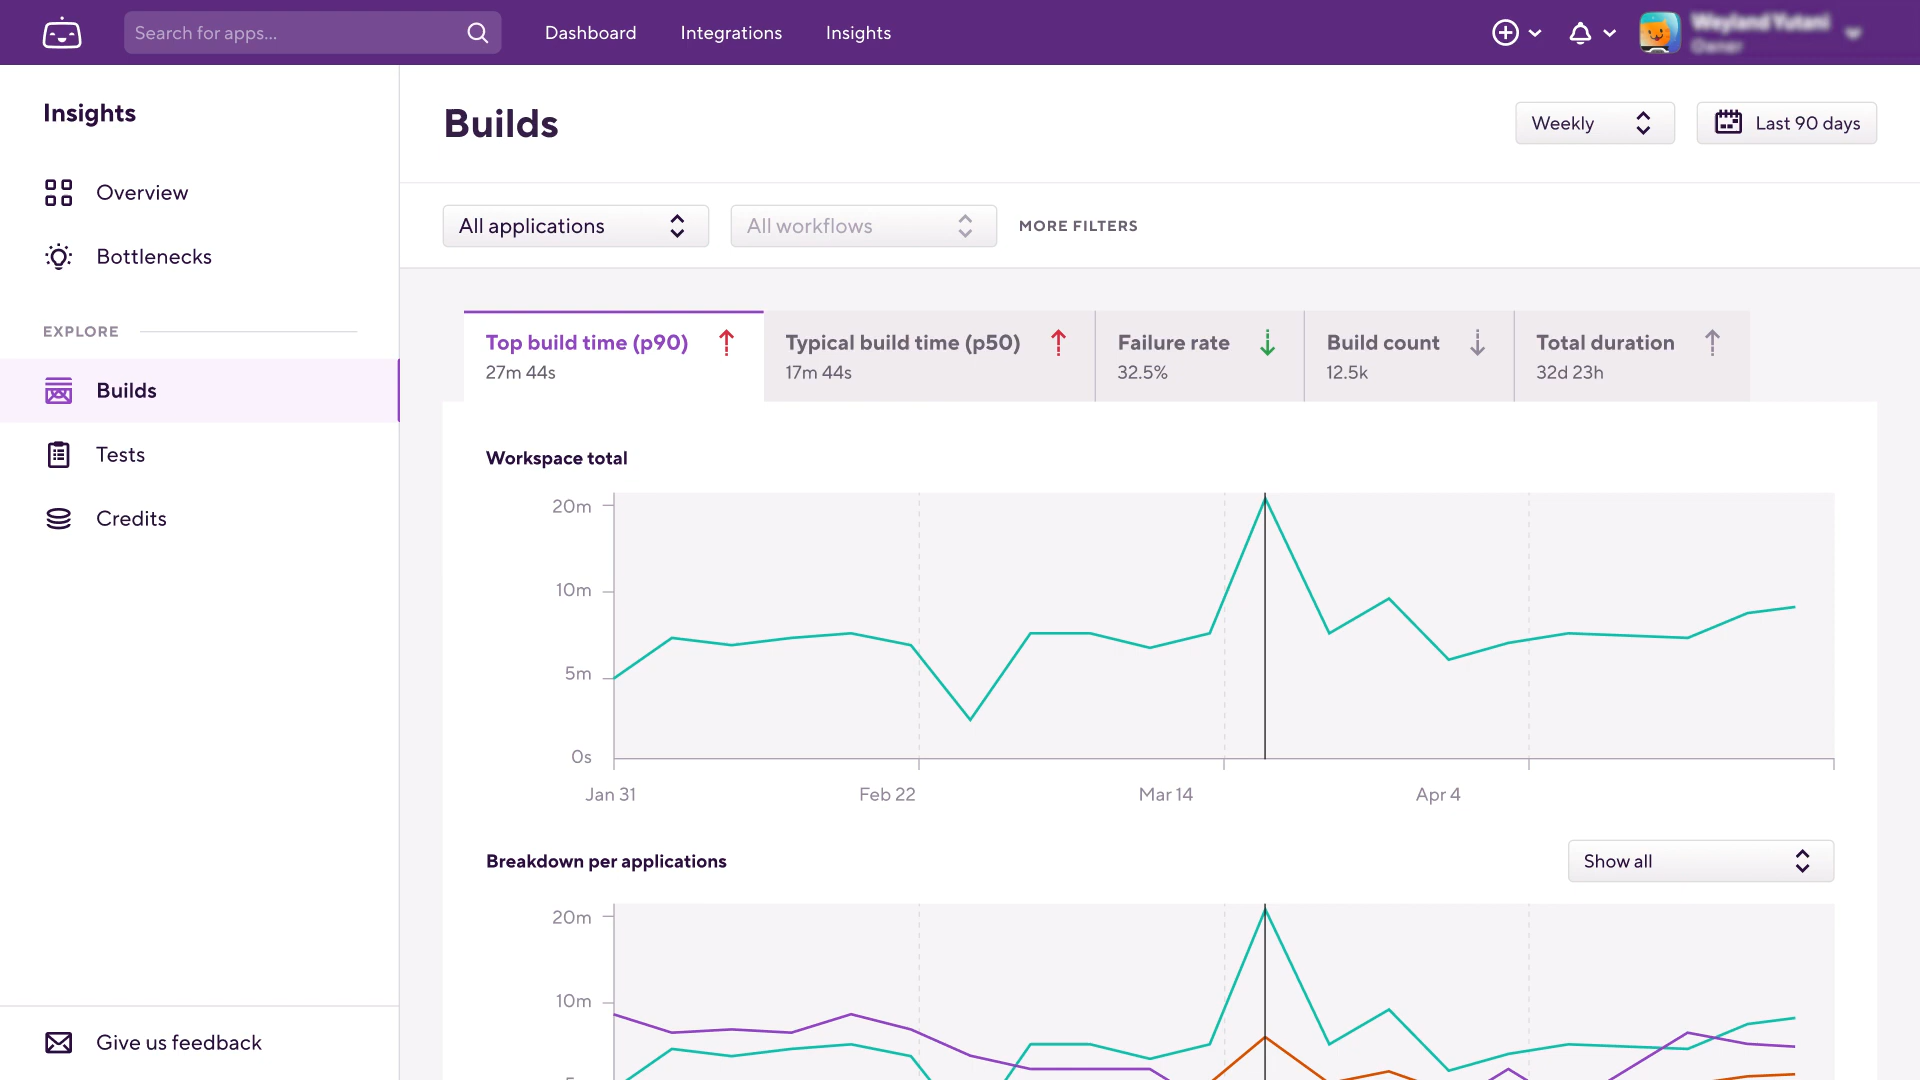 Search for apps...
Dashboard
Integrations
Insights
Insights
Overview
Bottlenecks
EXPLORE
Builds
Tests
Credits
Give us feedback
Builds
Weekly
Last 90 days
All applications
All workflows
MORE FILTERS
Top build time (p90)
27m 44s
Typical build time (p50)
17m 44s
Failure rate
32.5%
Build count
12.5k
Total duration
32d 23h
Workspace total
20m
10m
5m
0s
Jan 31
Feb 22
Mar 14
Apr 4
Breakdown per applications
Show all
20m
10m